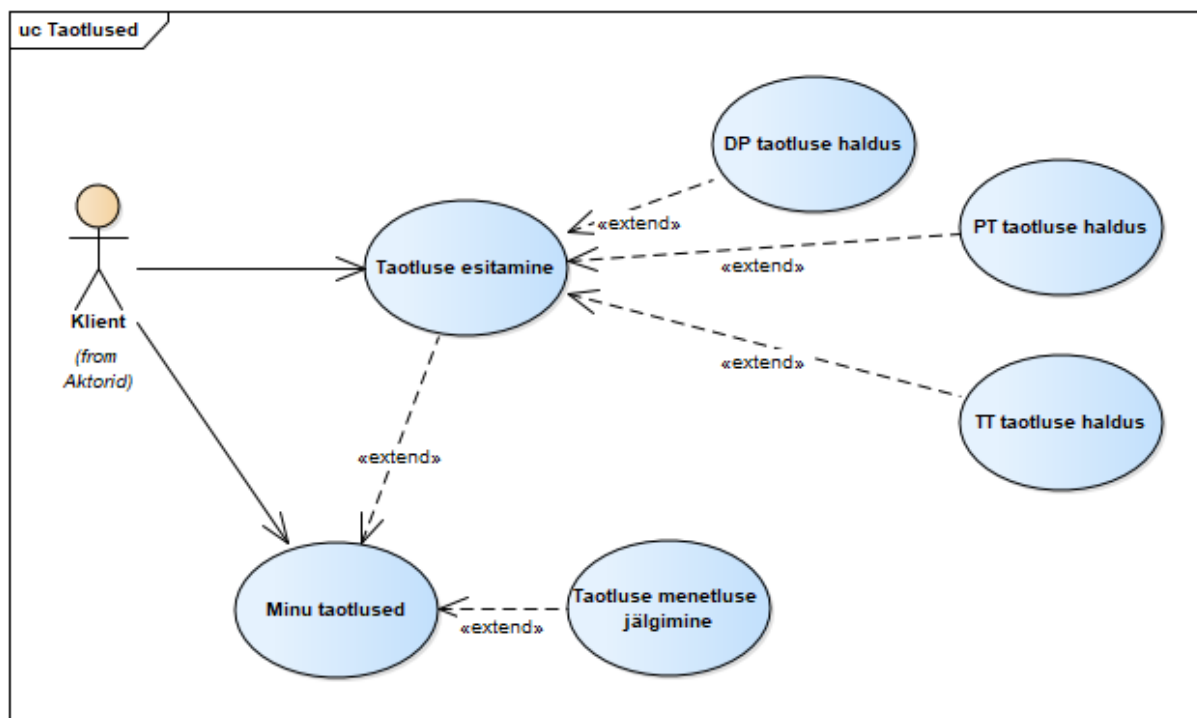 uc Taotlused
DP taotluse haldus
«extend»
PT taotluse haldus
Taotluse esitamine
«extend»
Klient
(from
Aktorid)
«extend»
TT taotluse haldus
«extend»
Minu taotlused
Taotluse menetluse
jälgimine
«extend»